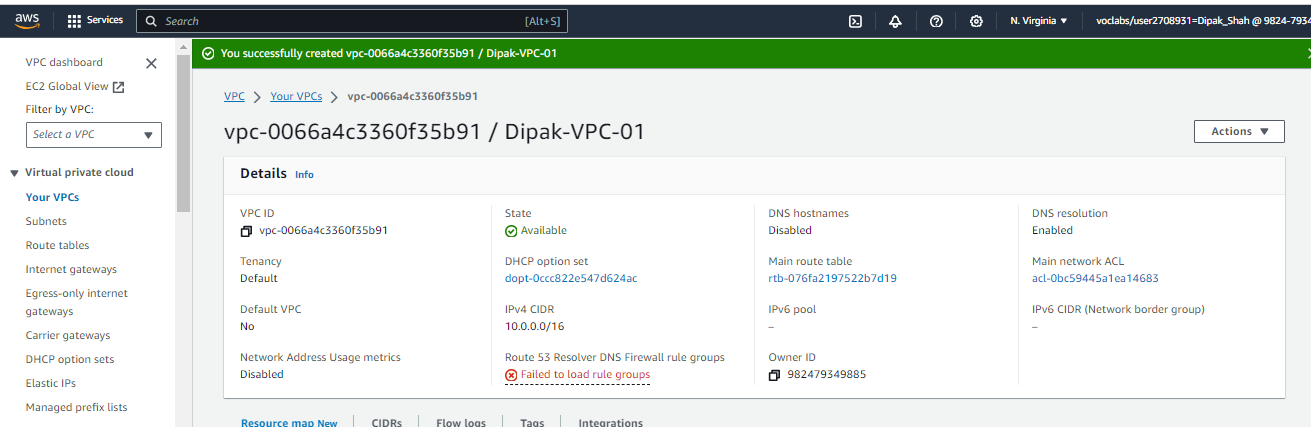 aws Services Search [Alt+S] N. Virginia voclabs/user2708931=Dipak_Shah @ 9824-7934
You successfully created vpc-0066a4c3360f35b91 / Dipak-VPC-01
VPC dashboard
EC2 Global View
Filter by VPC:
Select a VPC
Virtual private cloud
Your VPCs
Subnets
Route tables
Internet gateways
Egress-only internet
gateways
Carrier gateways
DHCP option sets
Elastic IPs
Managed prefix lists
VPC Your VPCs vpc-0066a4c3360f35b91
vpc-0066a4c3360f35b91 / Dipak-VPC-01
Actions
Details Info
VPC ID
vpc-0066a4c3360f35b91
State
Available
DNS hostnames
Disabled
DNS resolution
Enabled
Tenancy
Default
DHCP option set
dopt-0ccc822e547d624ac
Main route table
rtb-076fa2197522b7d19
Main network ACL
acl-0bc59445a1ea14683
Default VPC
No
IPv4 CIDR
10.0.0.0/16
IPv6 pool
–
IPv6 CIDR (Network border group)
–
Network Address Usage metrics
Disabled
Route 53 Resolver DNS Firewall rule groups
Failed to load rule groups
Owner ID
982479349885
Resource map New CIDRs Flow logs Tags Integrations